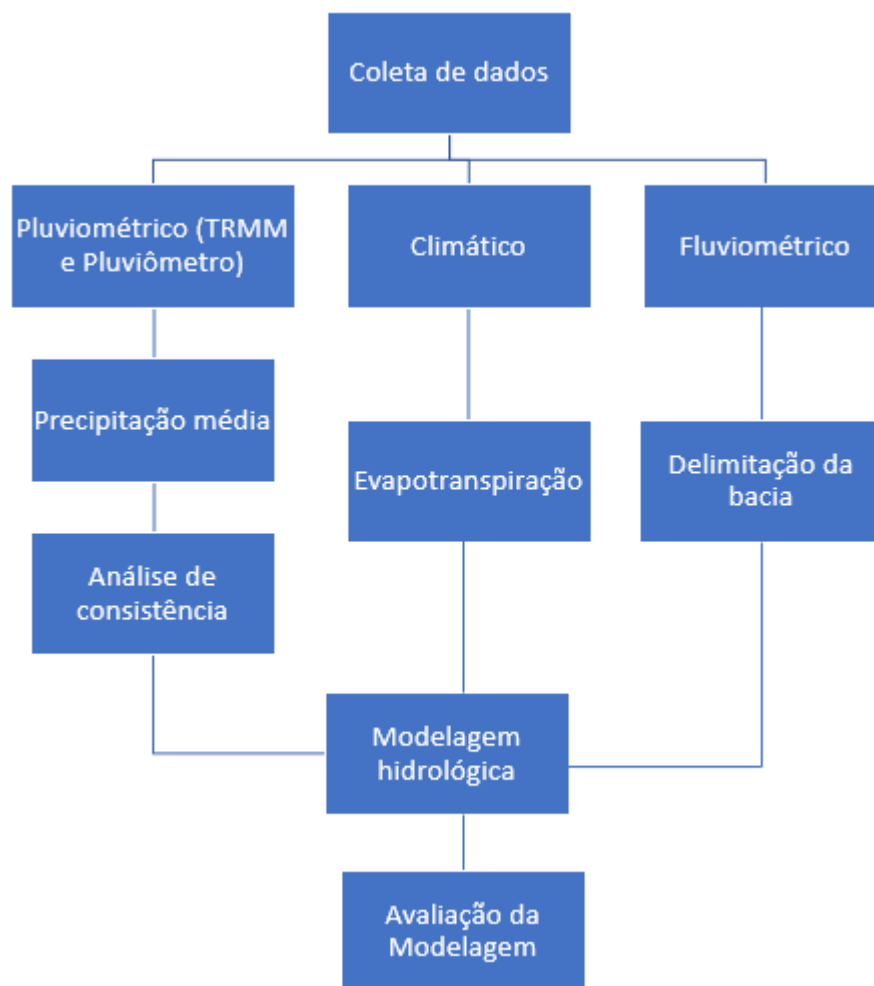 Coleta de dados
Pluviométrico (TRMM
e Pluviômetro)
Climático
Fluviométrico
Precipitação média
Evapotranspiração
Delimitação da
bacia
Análise de
consistência
Modelagem
hidrológica
Avaliação da
Modelagem